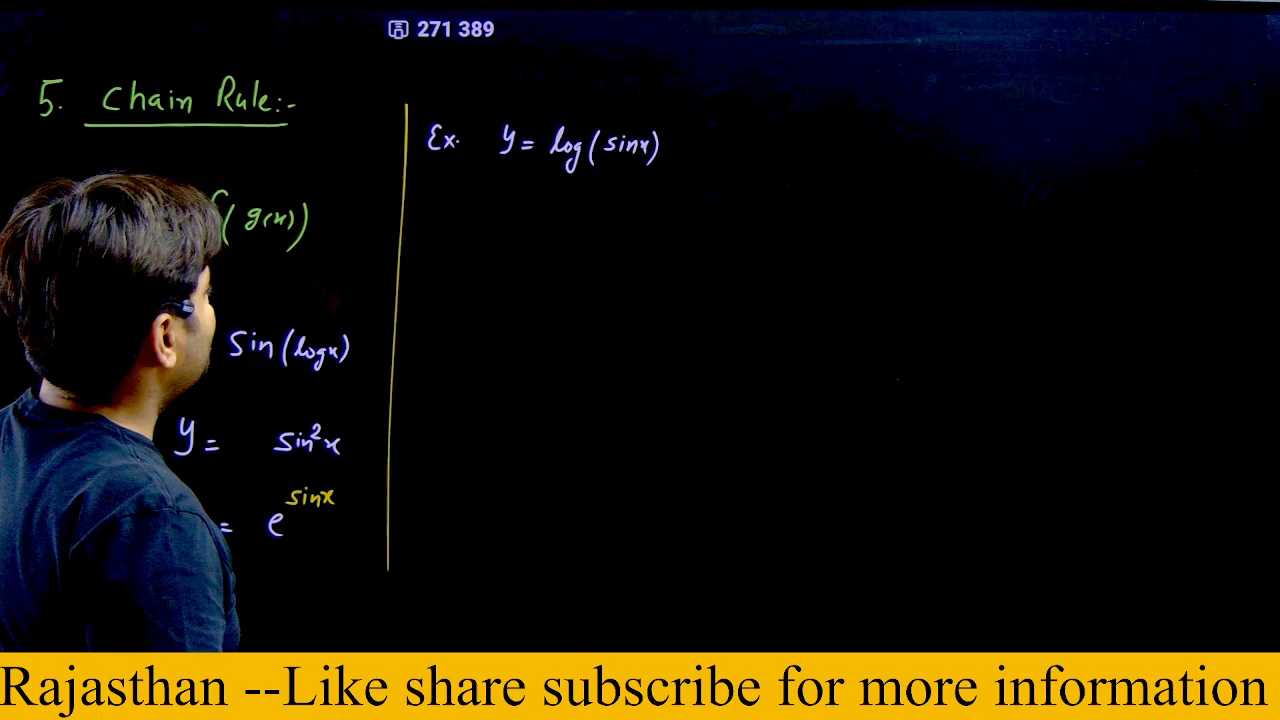 271 389
5. Chain Rule:-
f(g(x))
sin(logx)
y = sin²x
= e^sinx
Ex. y = log(sinx)
Rajasthan --Like share subscribe for more information